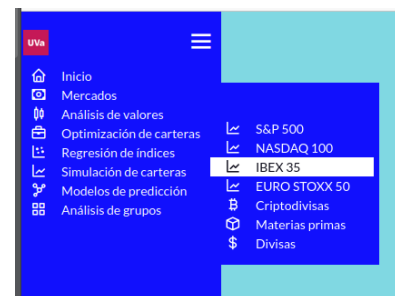 UVa
Inicio
Mercados
Análisis de valores
Optimización de carteras
Regresión de índices
Simulación de carteras
Modelos de predicción
Análisis de grupos
S&P 500
NASDAQ 100
IBEX 35
EURO STOXX 50
Criptodivisas
Materias primas
Divisas